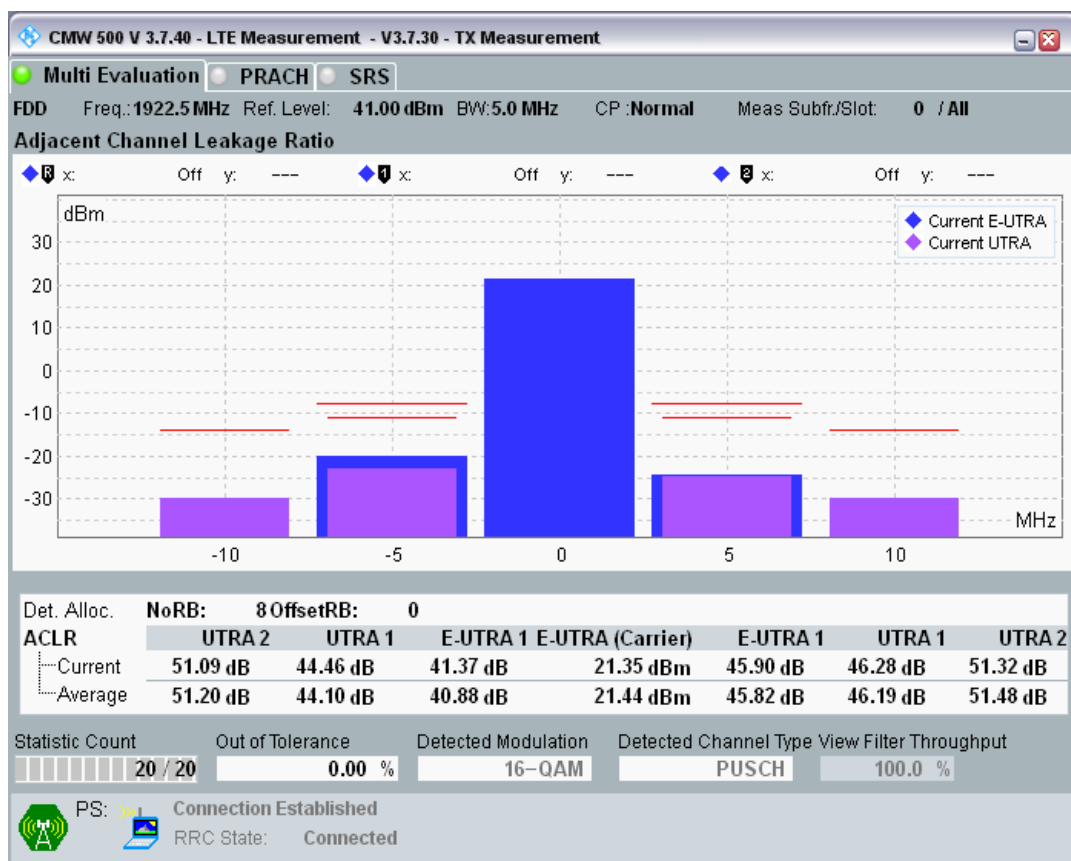 CMW 500 V 3.7.40 - LTE Measurement - V3.7.30 - TX Measurement
Multi Evaluation PRACH SRS
FDD Freq.: 1922.5 MHz Ref. Level: 41.00 dBm BW: 5.0 MHz CP : Normal Meas Subfr./Slot: 0 / All
Adjacent Channel Leakage Ratio
R x: Off y: --- 1 x: Off y: --- 2 x: Off y: ---
dBm
Current E-UTRA
Current UTRA
30
20
10
0
-10
-20
-30
MHz
-10 -5 0 5 10
Det. Alloc. NoRB: 8 OffsetRB: 0
ACLR UTRA 2 UTRA 1 E-UTRA 1 E-UTRA (Carrier) E-UTRA 1 UTRA 1 UTRA 2
Current 51.09 dB 44.46 dB 41.37 dB 21.35 dBm 45.90 dB 46.28 dB 51.32 dB
Average 51.20 dB 44.10 dB 40.88 dB 21.44 dBm 45.82 dB 46.19 dB 51.48 dB
Statistic Count Out of Tolerance Detected Modulation Detected Channel Type View Filter Throughput
20 / 20 0.00 % 16-QAM PUSCH 100.0 %
PS: Connection Established
RRC State: Connected